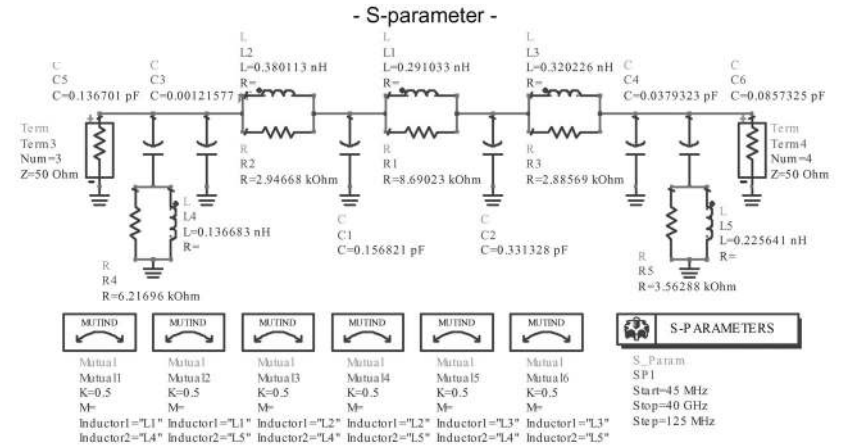 - S-parameter -
C
C5
C=0.136701 pF
C
C3
C=0.00121577 pF
L
L2
L=0.380113 nH
R=
L
L1
L=0.291033 nH
R=
L
L3
L=0.320226 nH
R=
C
C4
C=0.0379323 pF
C
C6
C=0.0857325 pF
Term
Term3
Num=3
Z=50 Ohm
R
R2
R=2.94668 kOhm
R
R1
R=8.69023 kOhm
R
R3
R=2.88569 kOhm
Term
Term4
Num=4
Z=50 Ohm
L
L4
L=0.136683 nH
R=
C
C1
C=0.156821 pF
C
C2
C=0.331328 pF
L
L5
L=0.225641 nH
R=
R
R4
R=6.21696 kOhm
R
R5
R=3.56288 kOhm
MUTIND
Mutual
Mutual1
K=0.5
M=
Inductor1="L1"
Inductor2="L4"
MUTIND
Mutual
Mutual2
K=0.5
M=
Inductor1="L1"
Inductor2="L5"
MUTIND
Mutual
Mutual3
K=0.5
M=
Inductor1="L2"
Inductor2="L4"
MUTIND
Mutual
Mutual4
K=0.5
M=
Inductor1="L2"
Inductor2="L5"
MUTIND
Mutual
Mutual5
K=0.5
M=
Inductor1="L3"
Inductor2="L4"
MUTIND
Mutual
Mutual6
K=0.5
M=
Inductor1="L3"
Inductor2="L5"
S-PARAMETERS
S_Param
SP1
Start=45 MHz
Stop=40 GHz
Step=125 MHz